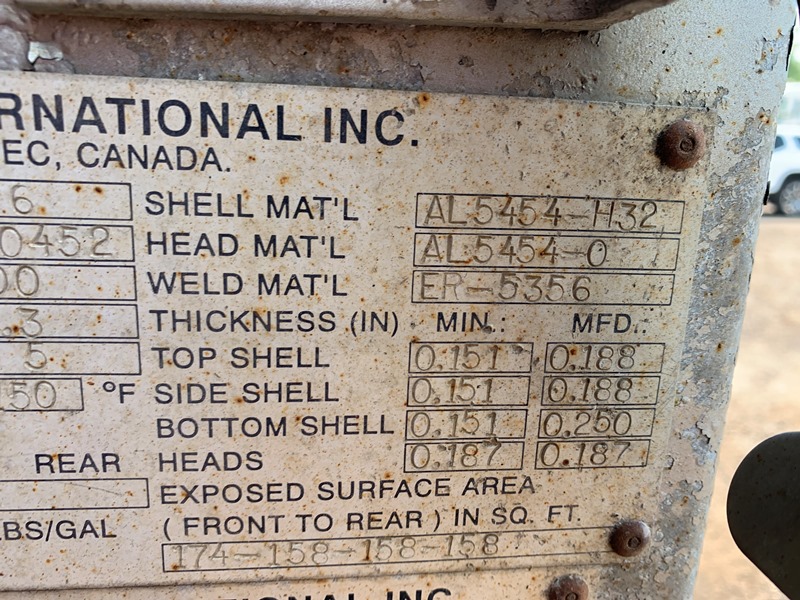 RNATIONAL INC.
EC, CANADA.
6 SHELL MAT'L AL5454-H32
0452 HEAD MAT'L AL5454-0
00 WELD MAT'L ER-5356
.3 THICKNESS (IN) MIN.: MFD.:
5 TOP SHELL 0.151 0.188
50 °F SIDE SHELL 0.151 0.188
BOTTOM SHELL 0.151 0.250
REAR HEADS 0.187 0.187
EXPOSED SURFACE AREA
BS/GAL (FRONT TO REAR) IN SQ. FT.
174-158-158-158